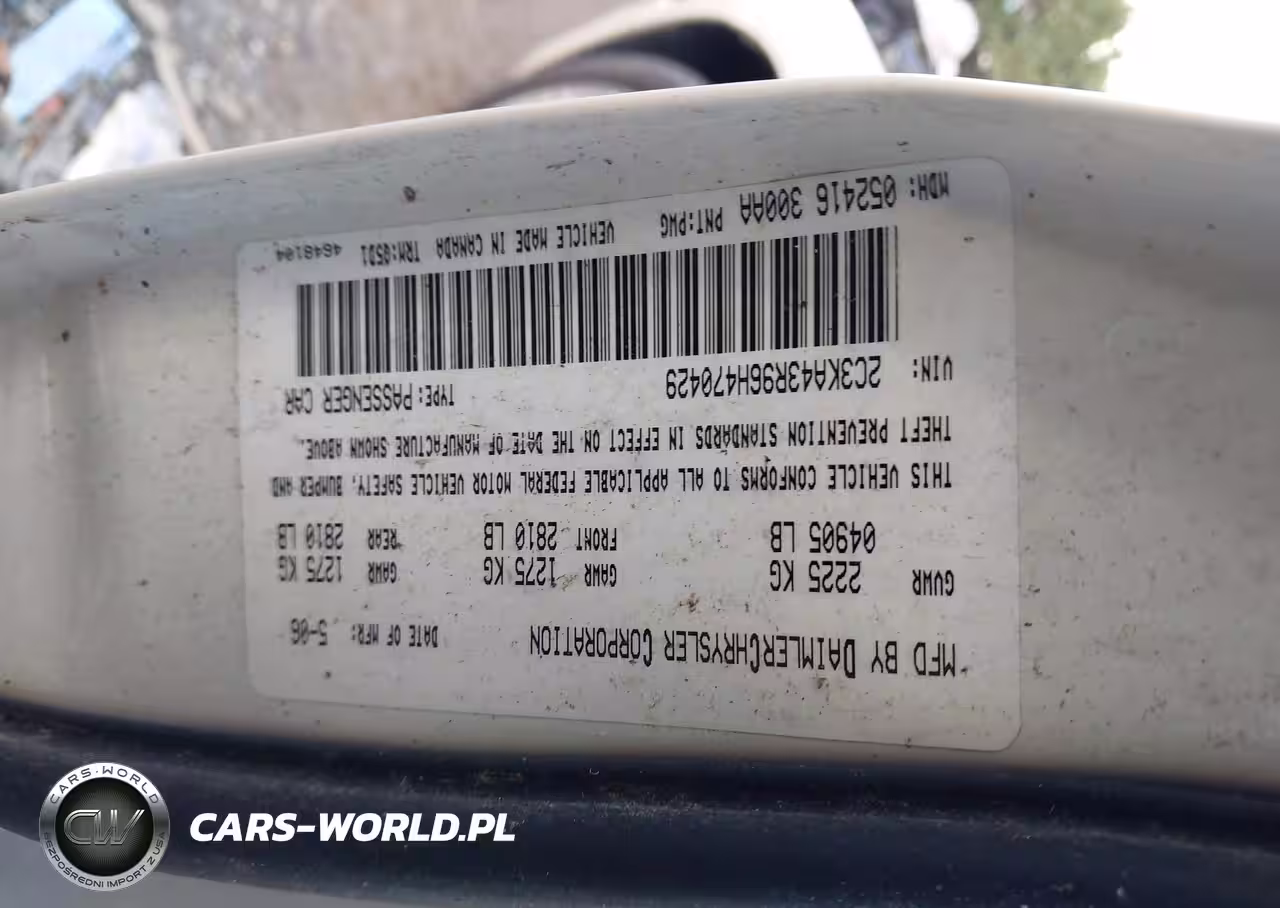 MFD BY DAIMLERCHRYSLER CORPORATION DATE OF MFR: 5-06
GVWR 2225 KG GAWR 1275 KG GAWR 1275 KG
04905 LB FRONT 2810 LB REAR 2810 LB
THIS VEHICLE CONFORMS TO ALL APPLICABLE FEDERAL MOTOR VEHICLE SAFETY, BUMPER AND
THEFT PREVENTION STANDARDS IN EFFECT ON THE DATE OF MANUFACTURE SHOWN ABOVE.
VIN: 2C3KA43R96H470429 TYPE: PASSENGER CAR
MDH: 052416 300AA PNT:PWG VEHICLE MADE IN CANADA TRM:85D1 4648104
CARS-WORLD
CW
BEZPOŚREDNI IMPORT Z USA
CARS-WORLD.PL